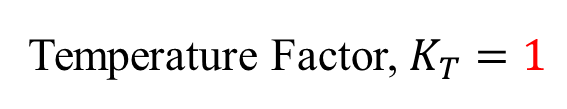 Temperature Factor, K_T = 1